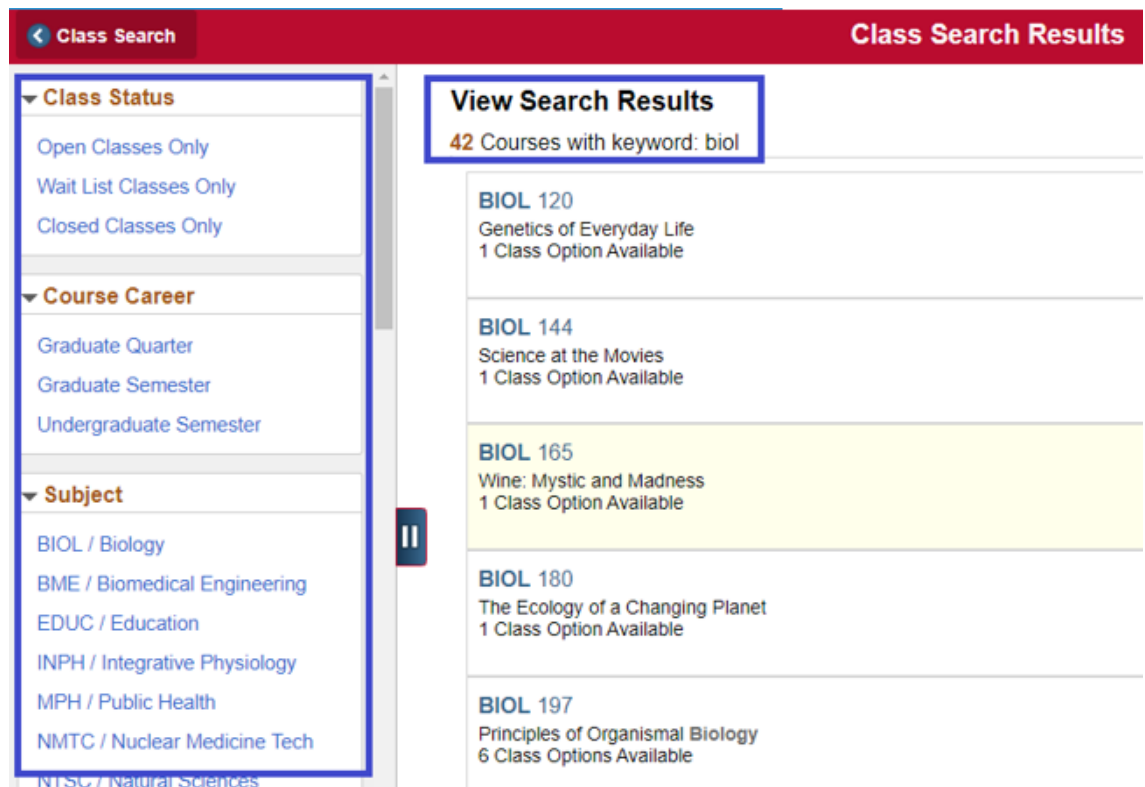 Class Search
Class Search Results
Class Status
Open Classes Only
Wait List Classes Only
Closed Classes Only
Course Career
Graduate Quarter
Graduate Semester
Undergraduate Semester
Subject
BIOL / Biology
BME / Biomedical Engineering
EDUC / Education
INPH / Integrative Physiology
MPH / Public Health
NMTC / Nuclear Medicine Tech
NTSC / Natural Sciences
View Search Results
42 Courses with keyword: biol
BIOL 120
Genetics of Everyday Life
1 Class Option Available
BIOL 144
Science at the Movies
1 Class Option Available
BIOL 165
Wine: Mystic and Madness
1 Class Option Available
BIOL 180
The Ecology of a Changing Planet
1 Class Option Available
BIOL 197
Principles of Organismal Biology
6 Class Options Available